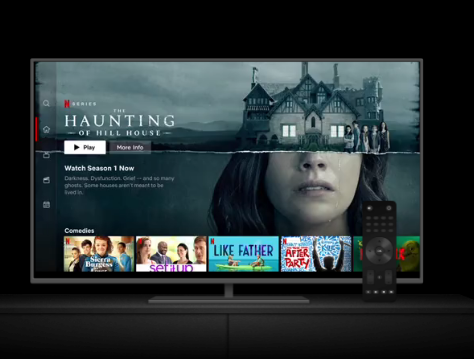 N SERIES
THE
HAUNTING
OF HILL HOUSE
Play
More Info
Watch Season 1 Now
Darkness. Dysfunction. Grief — and so many
ghosts. Some houses aren't meant to be
lived in.
Comedies
Sierra
Burgess
set it up
LIKE FATHER
AFTER
PARTY